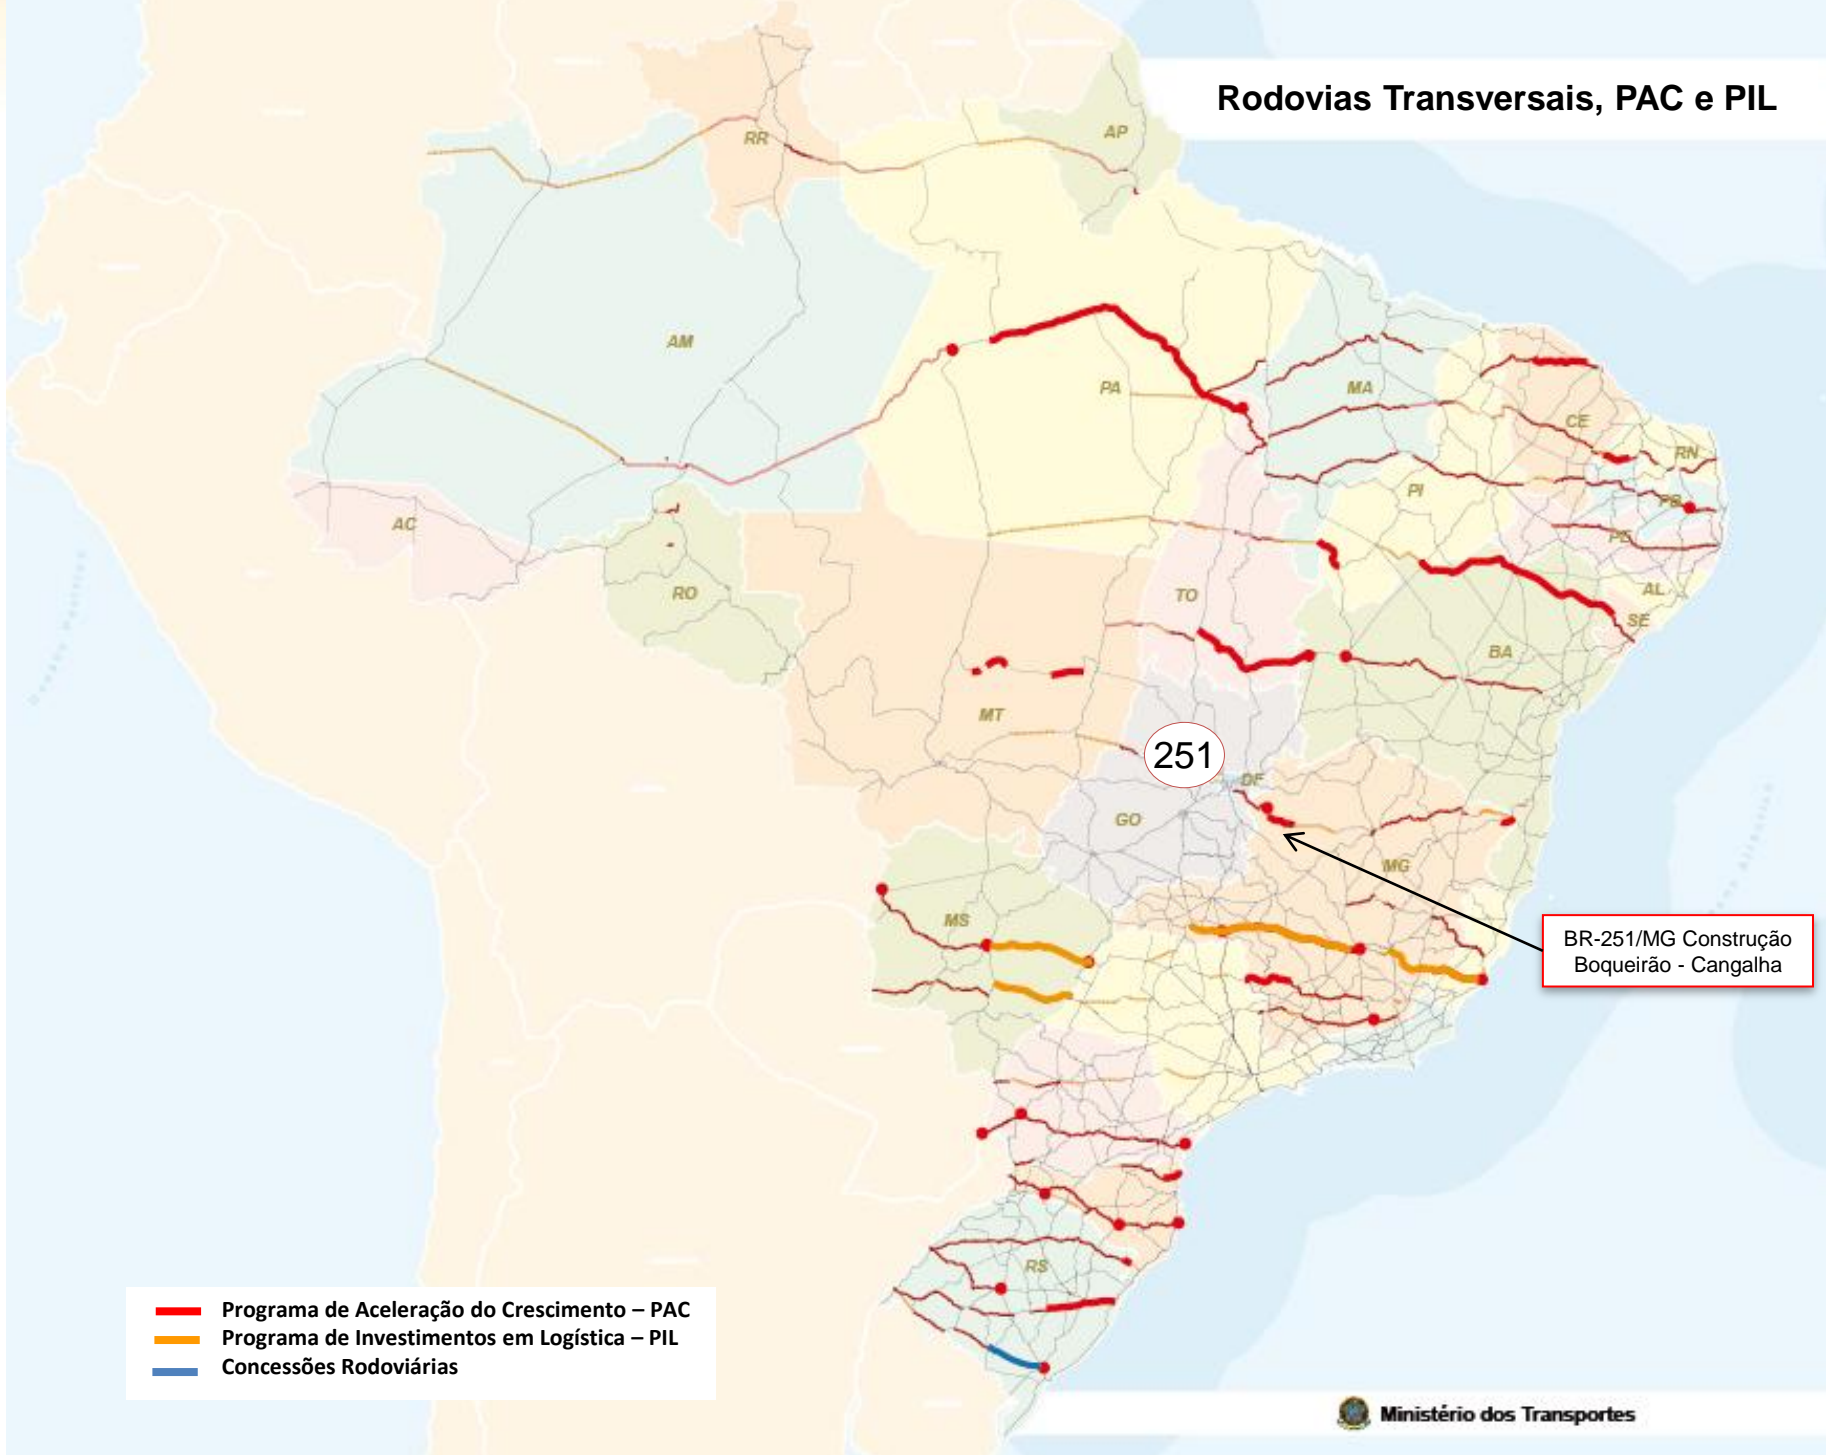 Rodovias Transversais, PAC e PIL
RR
AP
AM
PA
MA
CE
RN
PI
PB
PE
AC
AL
RO
TO
SE
BA
MT
251
DF
GO
MG
MS
BR-251/MG Construção
Boqueirão - Cangalha
RS
Programa de Aceleração do Crescimento – PAC
Programa de Investimentos em Logística – PIL
Concessões Rodoviárias
Ministério dos Transportes